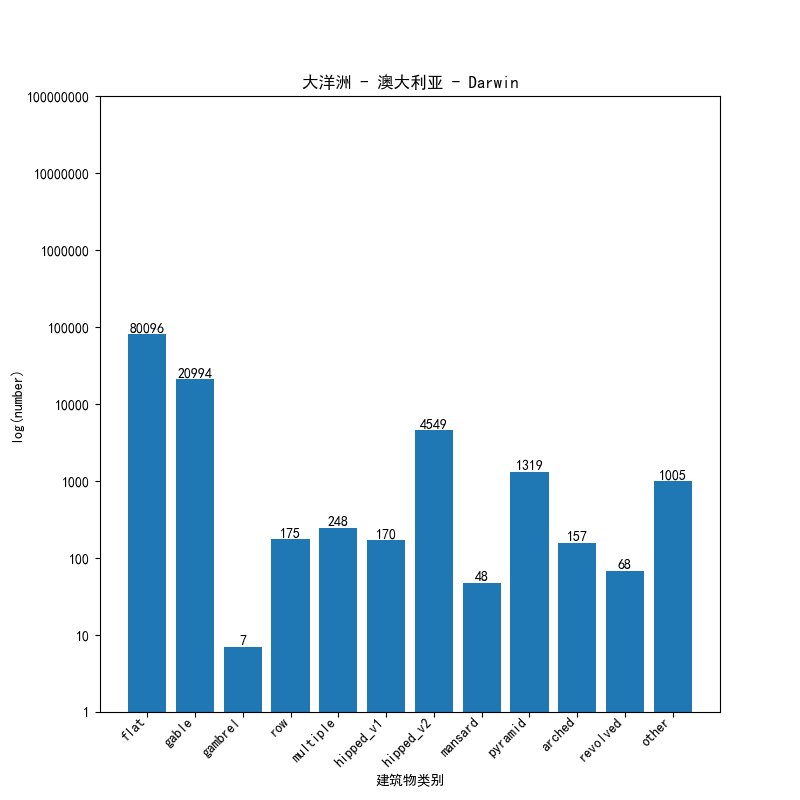 大洋洲 - 澳大利亚 - Darwin
100000000
10000000
1000000
100000
10000
1000
100
10
1
log(number)
80096
20994
7
175
248
170
4549
48
1319
157
68
1005
flat
gable
gambrel
row
multiple
hipped_v1
hipped_v2
mansard
pyramid
arched
revolved
other
建筑物类别